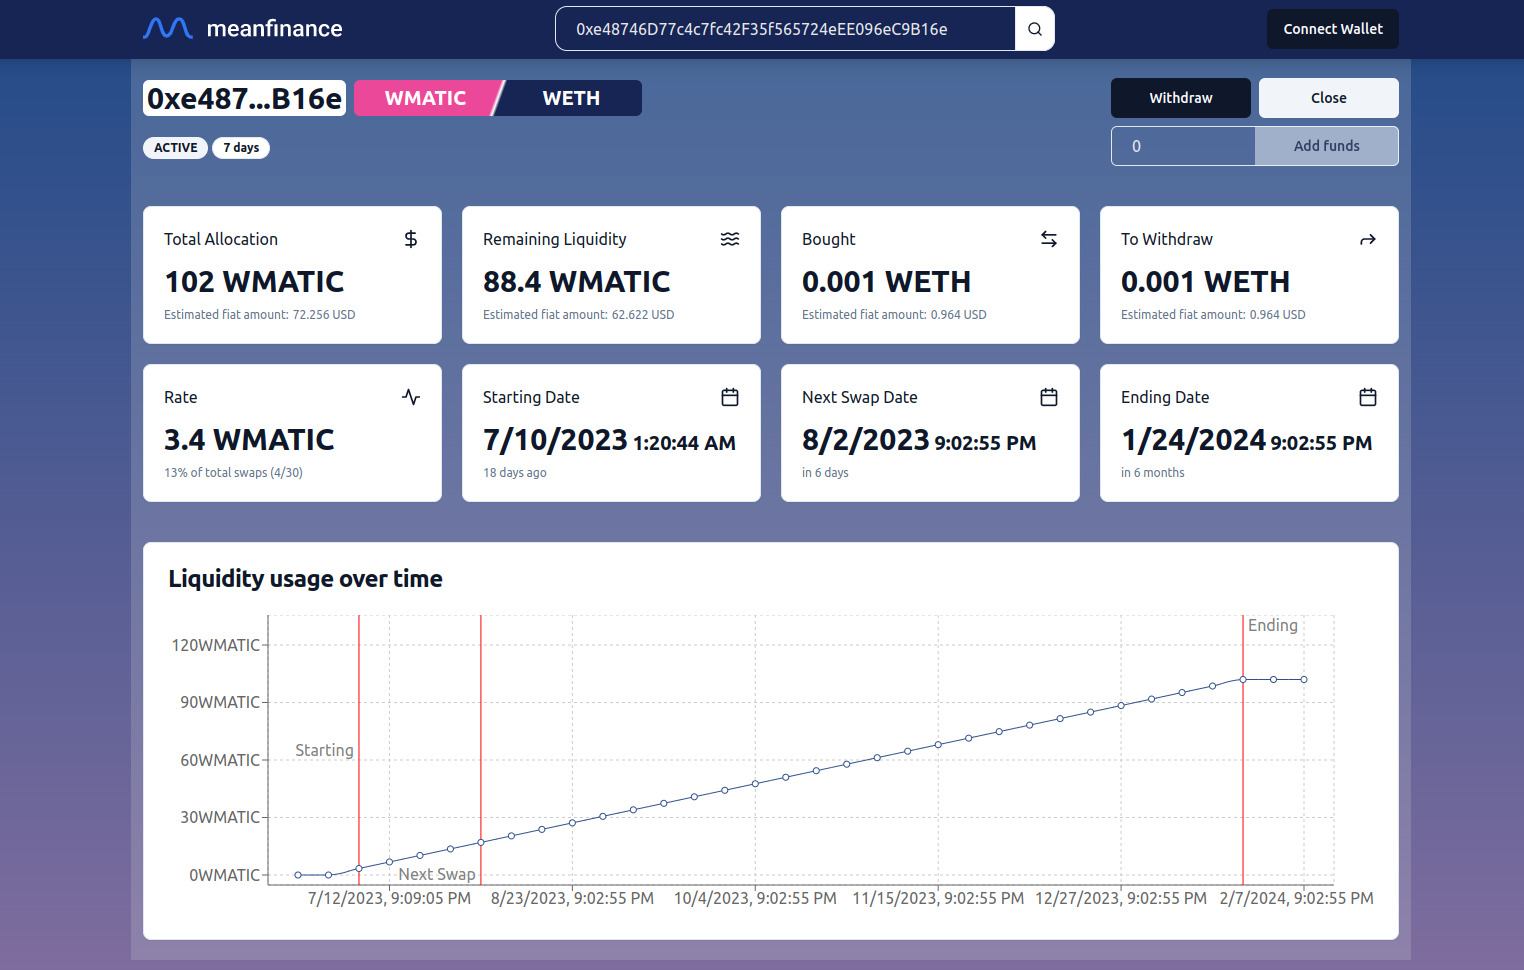 meanfinance
0xe48746D77c4c7fc42F35f565724eEE096eC9B16e
Connect Wallet
0xe487...B16e
WMATIC
WETH
Withdraw
Close
ACTIVE
7 days
0
Add funds
Total Allocation
102 WMATIC
Estimated fiat amount: 72.256 USD
Remaining Liquidity
88.4 WMATIC
Estimated fiat amount: 62.622 USD
Bought
0.001 WETH
Estimated fiat amount: 0.964 USD
To Withdraw
0.001 WETH
Estimated fiat amount: 0.964 USD
Rate
3.4 WMATIC
13% of total swaps (4/30)
Starting Date
7/10/2023 1:20:44 AM
18 days ago
Next Swap Date
8/2/2023 9:02:55 PM
in 6 days
Ending Date
1/24/2024 9:02:55 PM
in 6 months
Liquidity usage over time
120WMATIC
90WMATIC
60WMATIC
30WMATIC
0WMATIC
Starting
Next Swap
Ending
7/12/2023, 9:09:05 PM
8/23/2023, 9:02:55 PM
10/4/2023, 9:02:55 PM
11/15/2023, 9:02:55 PM
12/27/2023, 9:02:55 PM
2/7/2024, 9:02:55 PM